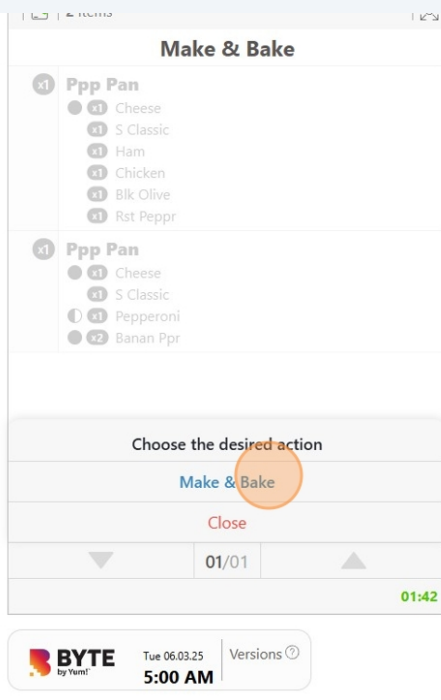 2 Items
Make & Bake
x1 Ppp Pan
x1 Cheese
x1 S Classic
x1 Ham
x1 Chicken
x1 Blk Olive
x1 Rst Peppr
x1 Ppp Pan
x1 Cheese
x1 S Classic
x1 Pepperoni
x2 Banan Ppr
Choose the desired action
Make & Bake
Close
01/01
01:42
BYTE
by Yum!
Tue 06.03.25
5:00 AM
Versions ?